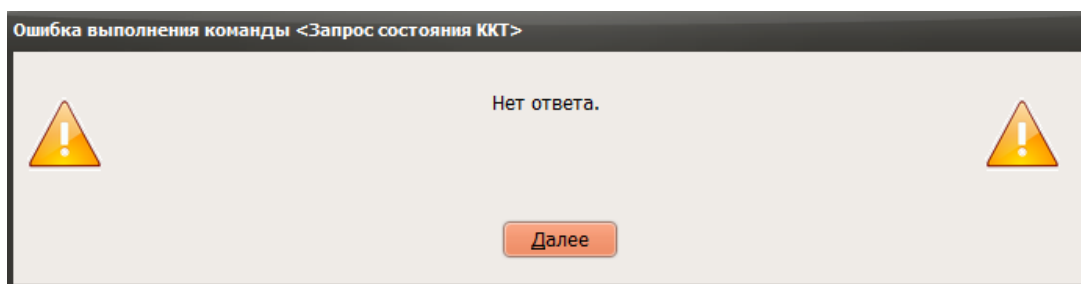 Ошибка выполнения команды <Запрос состояния ККТ>
Нет ответа.
Далее